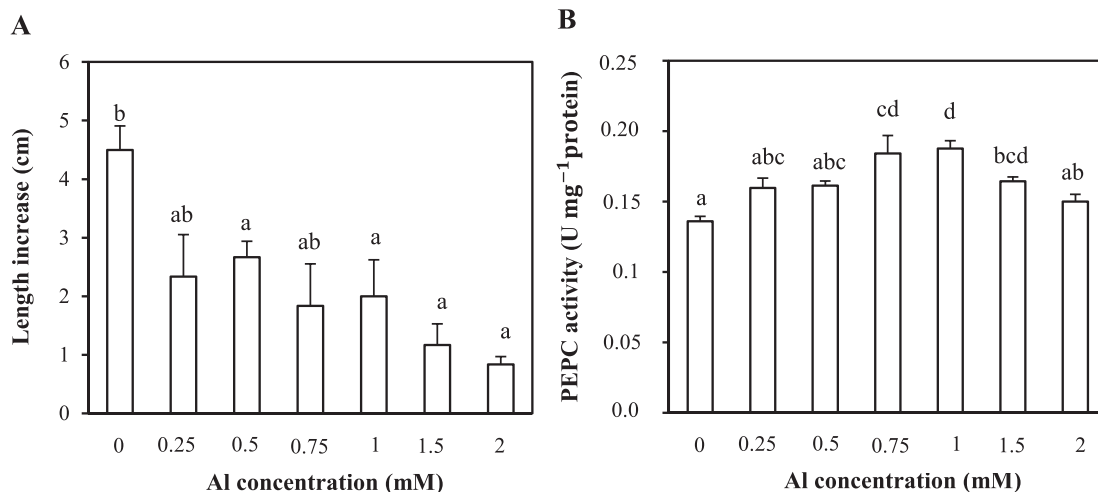 A
Length increase (cm)
6
5
4
3
2
1
0
b
ab
a
ab
a
a
a
0 0.25 0.5 0.75 1 1.5 2
Al concentration (mM)
B
PEPC activity (U mg⁻¹protein)
0.25
0.20
0.15
0.1
0.05
0.0
a
abc
abc
cd
d
bcd
ab
0 0.25 0.5 0.75 1 1.5 2
Al concentration (mM)